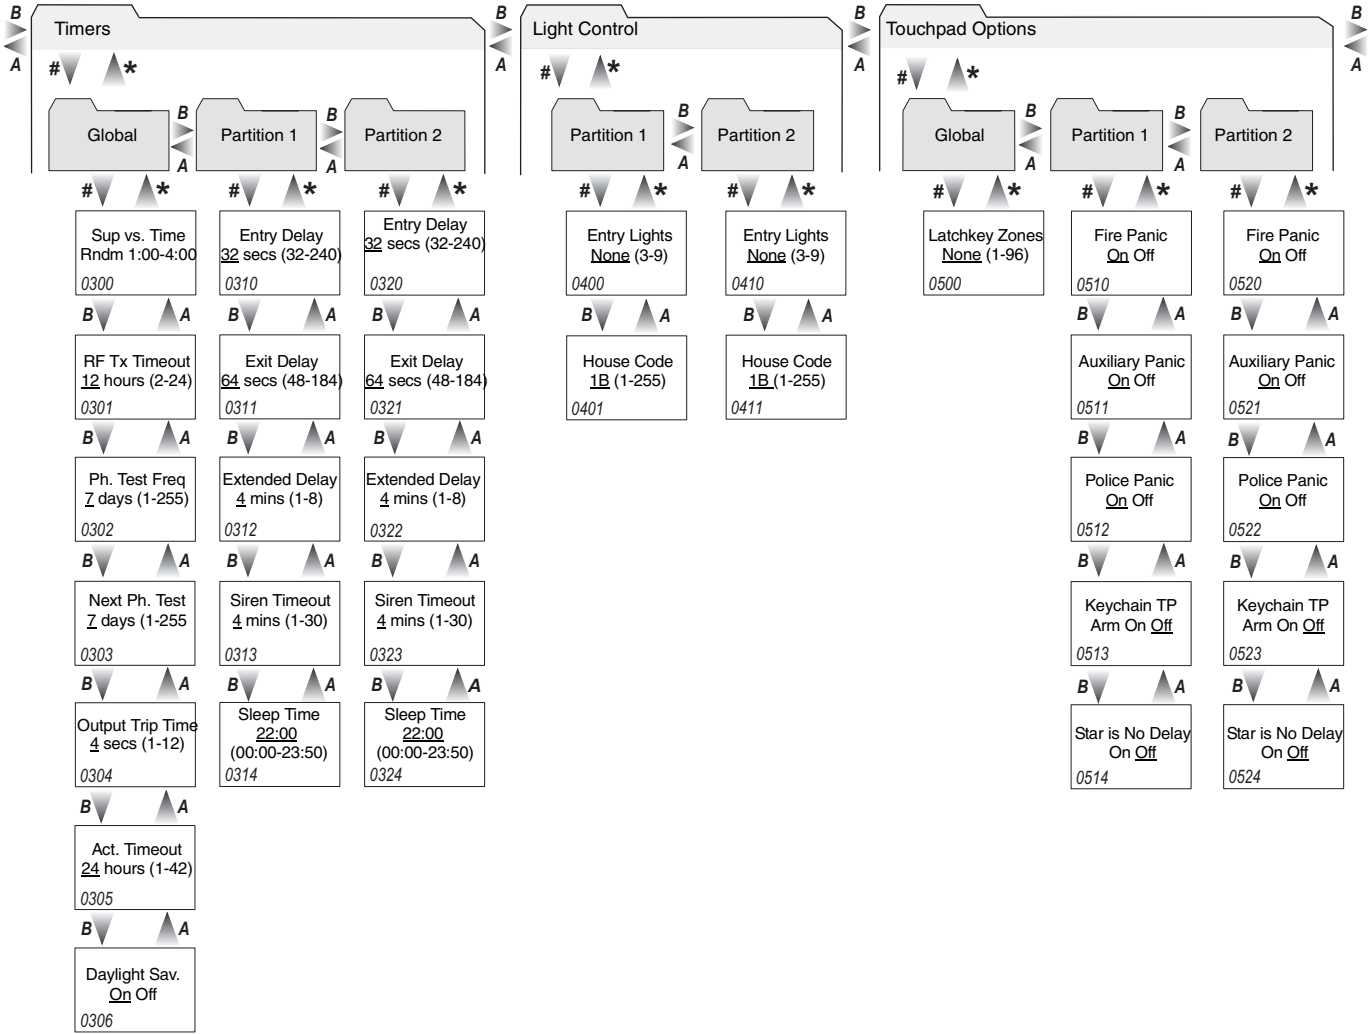 B
A
Timers
#
*
Global
B
A
Partition 1
B
A
Partition 2
#
*
Sup vs. Time
Rndm 1:00-4:00
0300
B
A
RF Tx Timeout
12 hours (2-24)
0301
B
A
Ph. Test Freq
7 days (1-255)
0302
B
A
Next Ph. Test
7 days (1-255
0303
B
A
Output Trip Time
4 secs (1-12)
0304
B
A
Act. Timeout
24 hours (1-42)
0305
B
A
Daylight Sav.
On Off
0306
#
*
Entry Delay
32 secs (32-240)
0310
B
A
Exit Delay
64 secs (48-184)
0311
B
A
Extended Delay
4 mins (1-8)
0312
B
A
Siren Timeout
4 mins (1-30)
0313
B
A
Sleep Time
22:00
(00:00-23:50)
0314
#
*
Entry Delay
32 secs (32-240)
0320
B
A
Exit Delay
64 secs (48-184)
0321
B
A
Extended Delay
4 mins (1-8)
0322
B
A
Siren Timeout
4 mins (1-30)
0323
B
A
Sleep Time
22:00
(00:00-23:50)
0324
B
A
Light Control
#
*
Partition 1
B
A
Partition 2
#
*
Entry Lights
None (3-9)
0400
B
A
House Code
1B (1-255)
0401
#
*
Entry Lights
None (3-9)
0410
B
A
House Code
1B (1-255)
0411
B
A
Touchpad Options
#
*
Global
B
A
Partition 1
B
A
Partition 2
#
*
Latchkey Zones
None (1-96)
0500
#
*
Fire Panic
On Off
0510
B
A
Auxiliary Panic
On Off
0511
B
A
Police Panic
On Off
0512
B
A
Keychain TP
Arm On Off
0513
B
A
Star is No Delay
On Off
0514
#
*
Fire Panic
On Off
0520
B
A
Auxiliary Panic
On Off
0521
B
A
Police Panic
On Off
0522
B
A
Keychain TP
Arm On Off
0523
B
A
Star is No Delay
On Off
0524
B
A